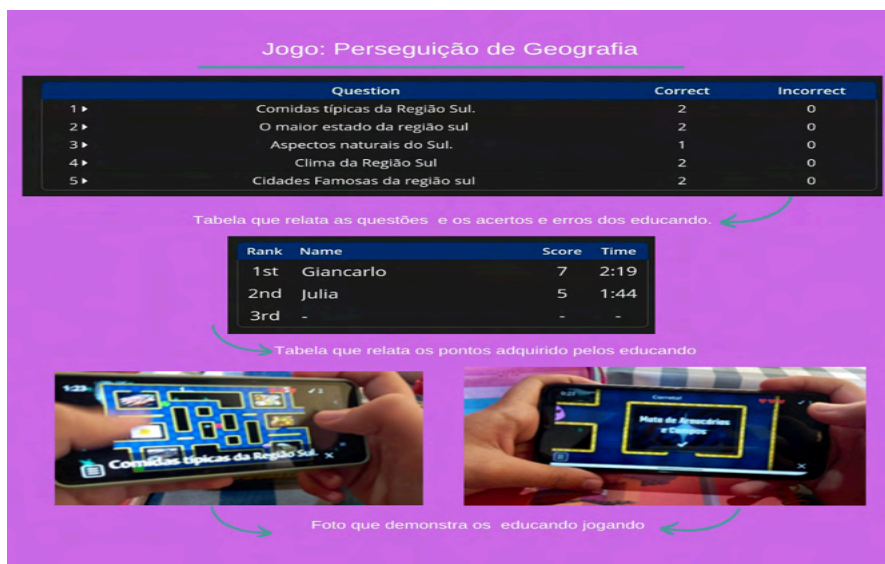 Jogo: Perseguição de Geografia
Question Correct Incorrect
1 Comidas típicas da Região Sul. 2 0
2 O maior estado da região sul 2 0
3 Aspectos naturais do Sul. 1 0
4 Clima da Região Sul 2 0
5 Cidades Famosas da região sul 2 0
Tabela que relata as questões e os acertos e erros dos educando.
Rank Name Score Time
1st Giancarlo 7 2:19
2nd Julia 5 1:44
3rd - - -
Tabela que relata os pontos adquirido pelos educando
1:23
Comidas típicas da Região Sul.
Correto!
Mata de Araucárias
e Campos
Foto que demonstra os educando jogando